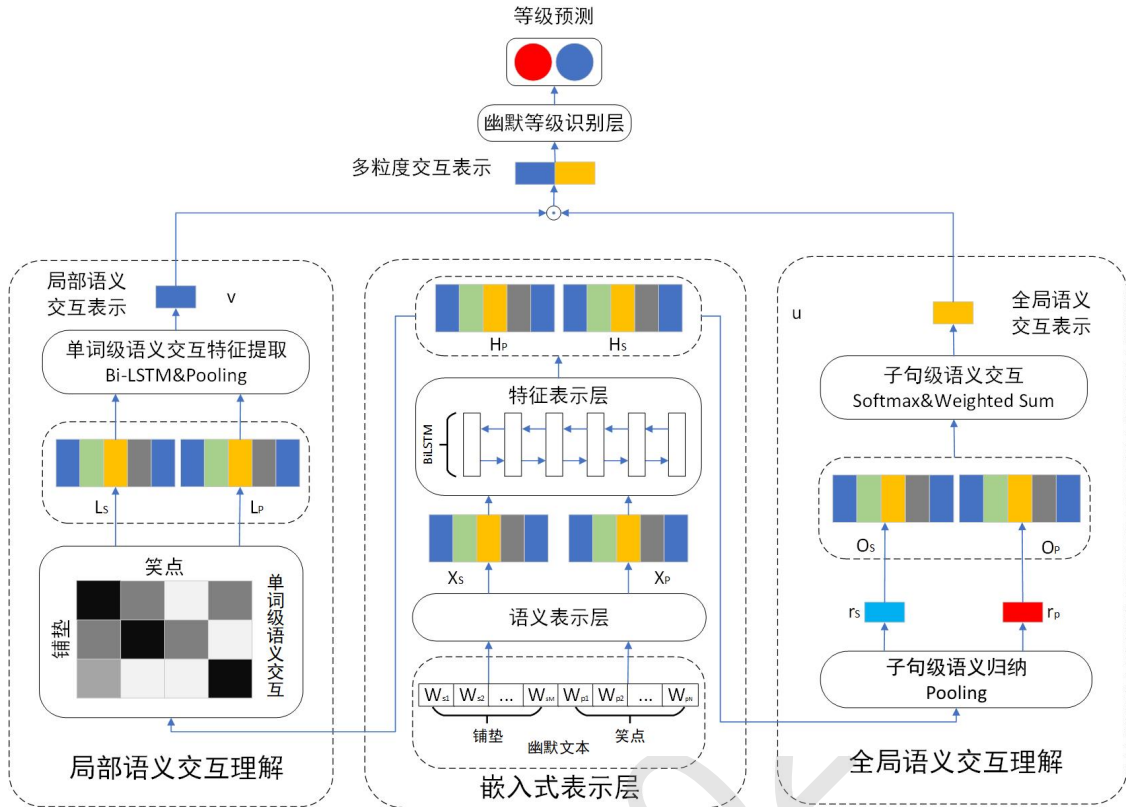 等级预测
幽默等级识别层
多粒度交互表示
局部语义
交互表示
v
单词级语义交互特征提取
Bi-LSTM&Pooling
LS
LP
笑点
铺垫
单词级语义交互
局部语义交互理解
HP
HS
特征表示层
BiLSTM
XS
XP
语义表示层
Ws1 Ws2 ... WsM Wp1 Wp2 ... WpN
铺垫
笑点
幽默文本
嵌入式表示层
u
全局语义
交互表示
子句级语义交互
Softmax&Weighted Sum
OS
OP
rs
rp
子句级语义归纳
Pooling
全局语义交互理解